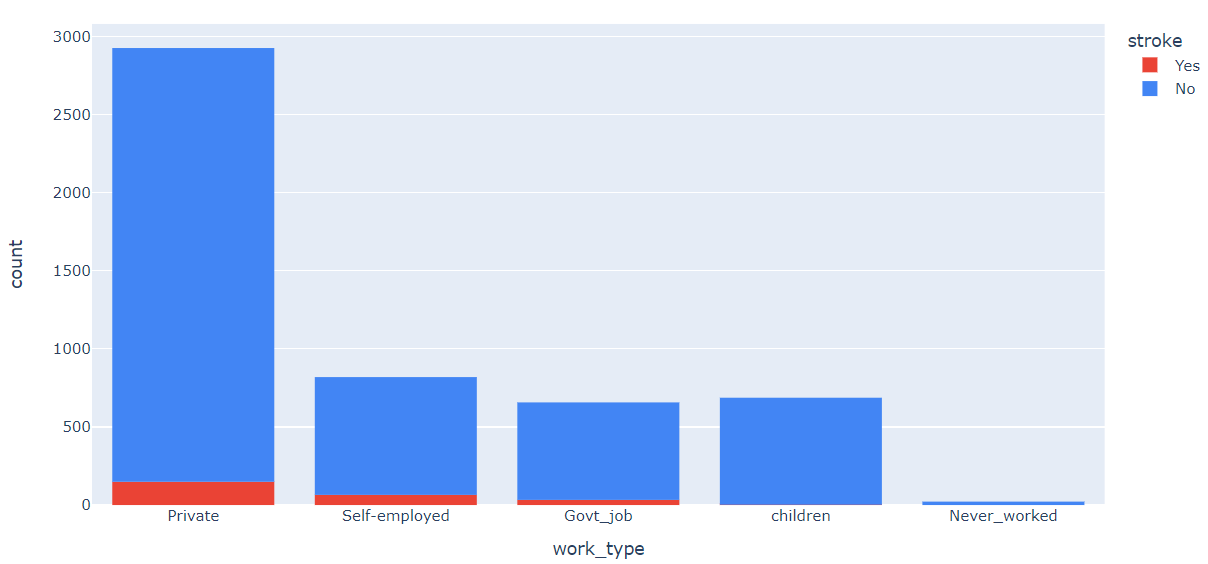 stroke
Yes
No
3000
2500
2000
1500
1000
500
0
count
Private Self-employed Govt_job children Never_worked
work_type